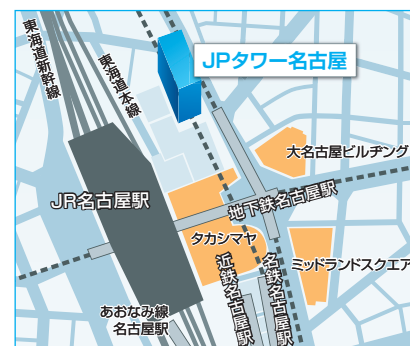 東海道新幹線
東海道本線
JPタワー名古屋
大名古屋ビルヂング
JR名古屋駅
地下鉄名古屋駅
タカシマヤ
ミッドランドスクエア
近鉄名古屋駅
名鉄名古屋駅
あおなみ線
名古屋駅